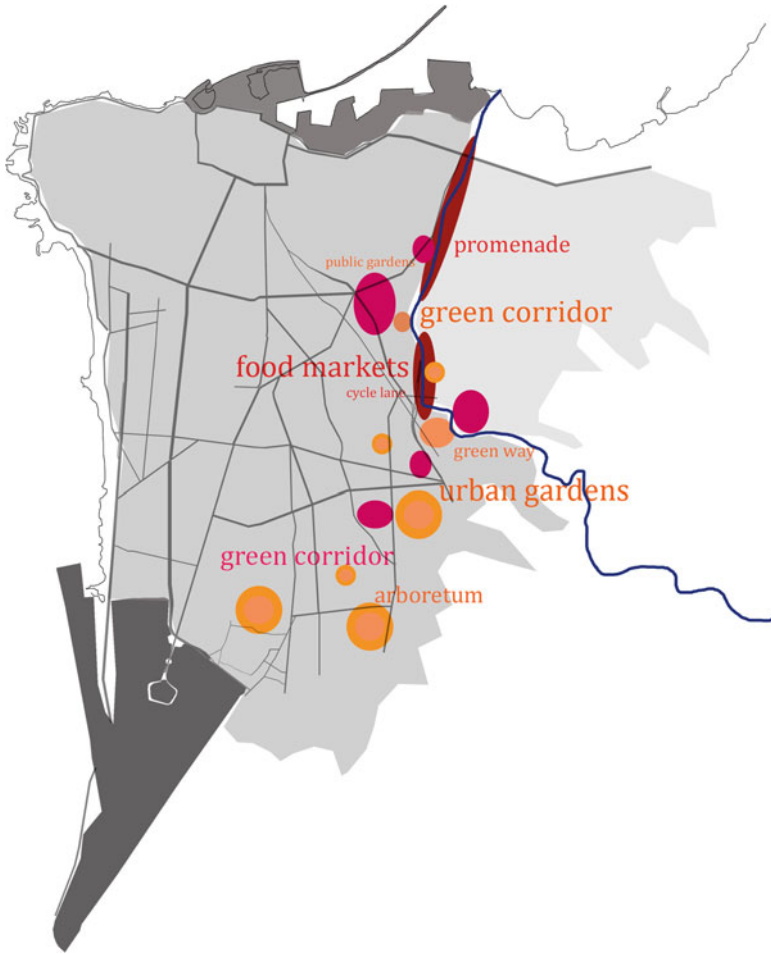 promenade
public gardens
green corridor
food markets
cycle lane
green way
urban gardens
green corridor
arboretum